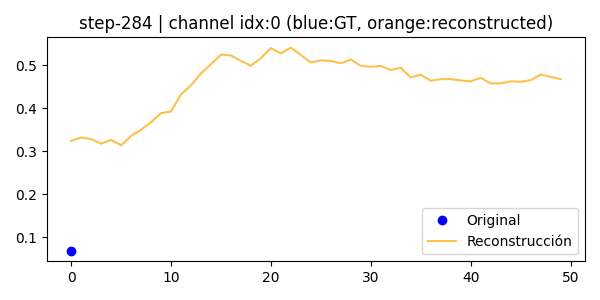 step-284 | channel idx:0 (blue:GT, orange:reconstructed)
0.5
0.4
0.3
0.2
0.1
0 10 20 30 40 50
Original
Reconstrucción